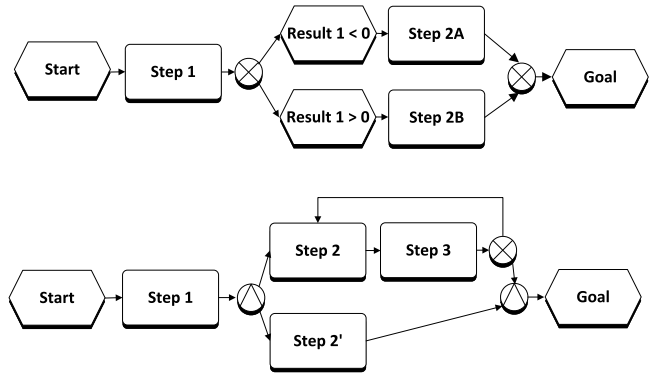 Start
Step 1
Result 1 < 0
Step 2A
Result 1 > 0
Step 2B
Goal
Start
Step 1
Step 2
Step 3
Step 2'
Goal